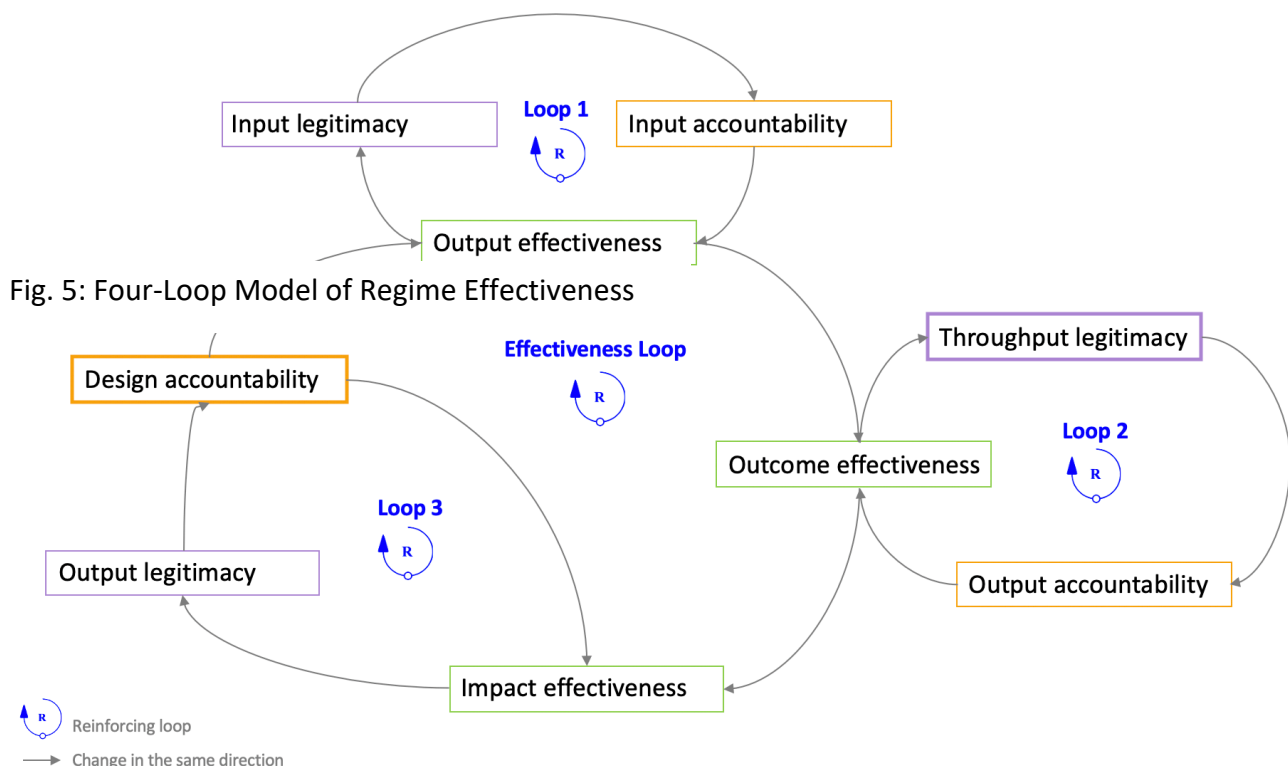 Loop 1
Input legitimacy
Input accountability
R
Output effectiveness
Fig. 5: Four-Loop Model of Regime Effectiveness
Throughput legitimacy
Effectiveness Loop
Design accountability
R
Loop 2
Outcome effectiveness
R
Loop 3
R
Output legitimacy
Output accountability
Impact effectiveness
R
Reinforcing loop
Change in the same direction